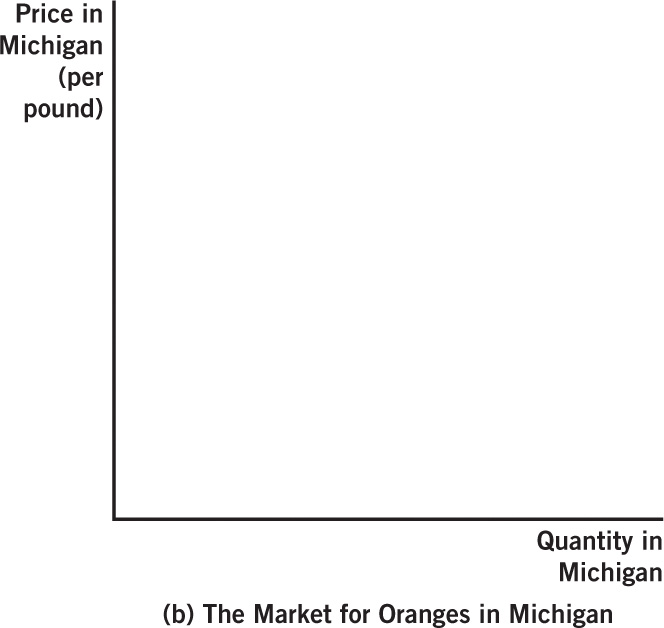 Price in
Michigan
(per
pound)
Quantity in
Michigan
(b) The Market for Oranges in Michigan